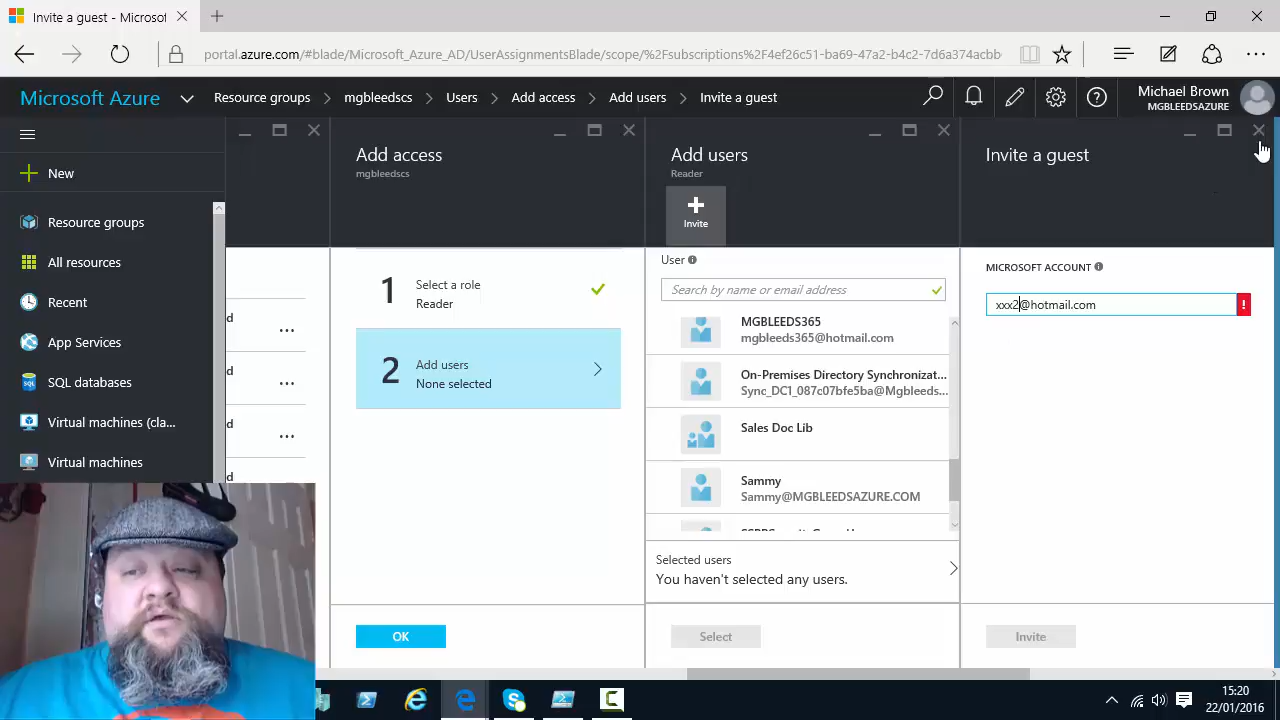 Invite a guest - Microsof
portal.azure.com/#blade/Microsoft_Azure_AD/UserAssignmentsBlade/scope/%2Fsubscriptions%2F4ef26c51-ba69-47a2-b4c2-7d6a374acbb
Microsoft Azure
Resource groups
mgbleedscs
Users
Add access
Add users
Invite a guest
Michael Brown
MGBLEEDSAZURE
New
Resource groups
All resources
Recent
App Services
SQL databases
Virtual machines (cla...
Virtual machines
d
d
d
d
Add access
mgbleedscs
1
Select a role
Reader
2
Add users
None selected
OK
Add users
Reader
Invite
User
Search by name or email address
MGBLEEDS365
mgbleeds365@hotmail.com
On-Premises Directory Synchronizat...
Sync_DC1_087c07bfe5ba@Mgbleeds...
Sales Doc Lib
Sammy
Sammy@MGBLEEDSAZURE.COM
Selected users
You haven't selected any users.
Select
Invite a guest
MICROSOFT ACCOUNT
xxx2@hotmail.com
Invite
15:20
22/01/2016